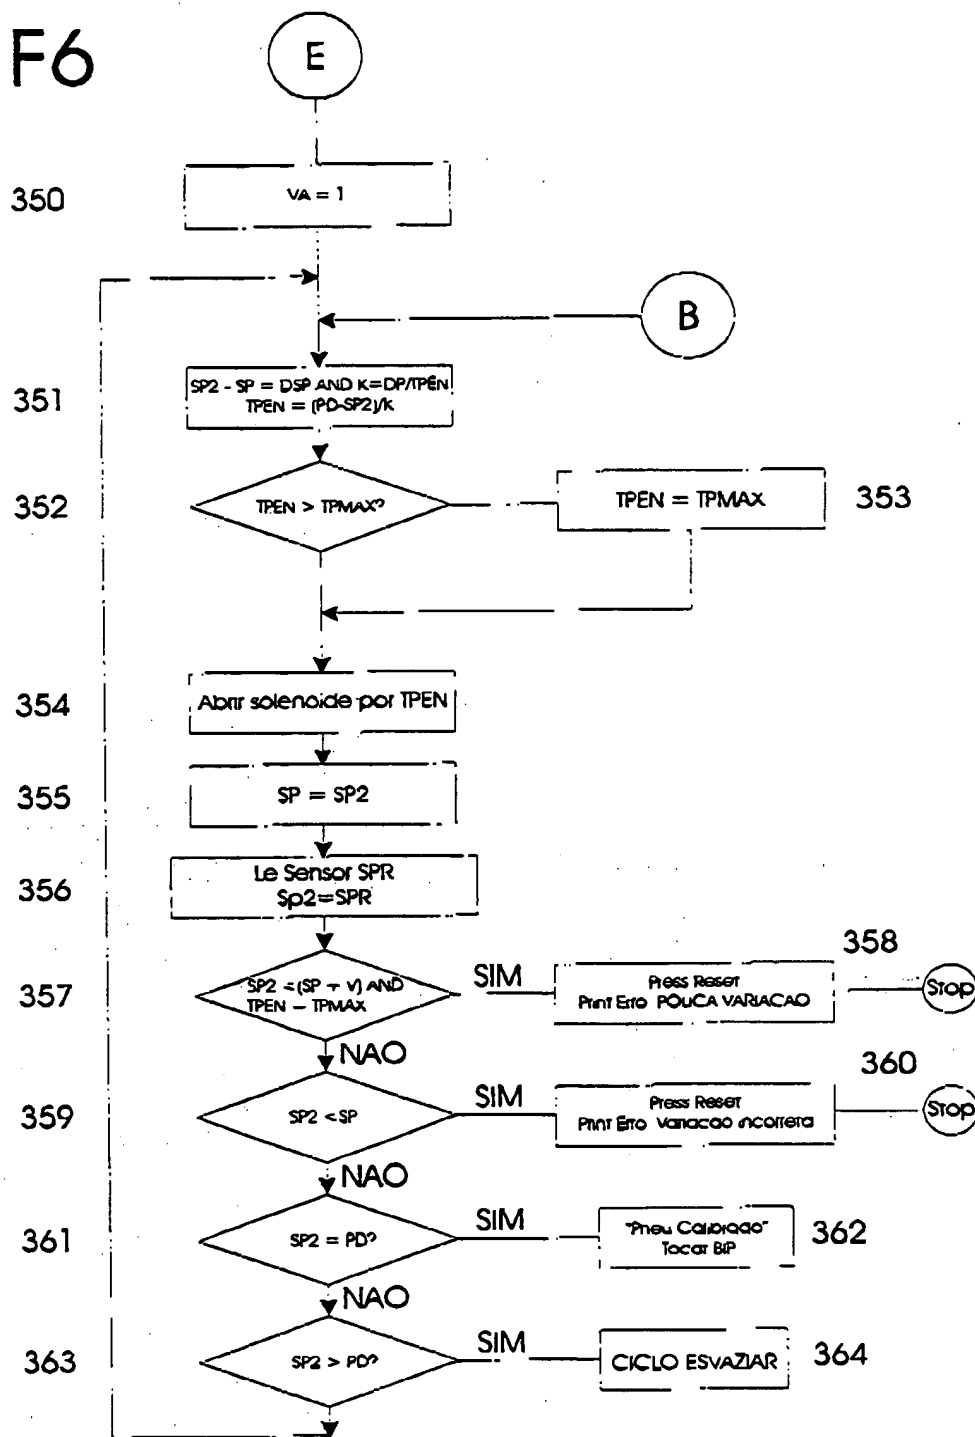 F6
E
350
VA = 1
B
351
SP2 - SP = DSP AND K=DP/TPEN
TPEN = (PD-SP2)/K
352
TPEN > TPMAX?
TPEN = TPMAX
353
354
Abrir solenoide por TPEN
355
SP = SP2
356
Le Sensor SPR
Sp2=SPR
357
SP2 <(SP + V) AND
TPEN = TPMAX
SIM
358
Press Reset
Print Erro POUCA VARIACAO
Stop
NAO
359
SP2 < SP
SIM
360
Press Reset
Print Erro Variacao incorreta
Stop
NAO
361
SP2 = PD?
SIM
"Pneu Calibrado"
Tocar BIP
362
NAO
363
SP2 > PD?
SIM
CICLO ESVAZIAR
364